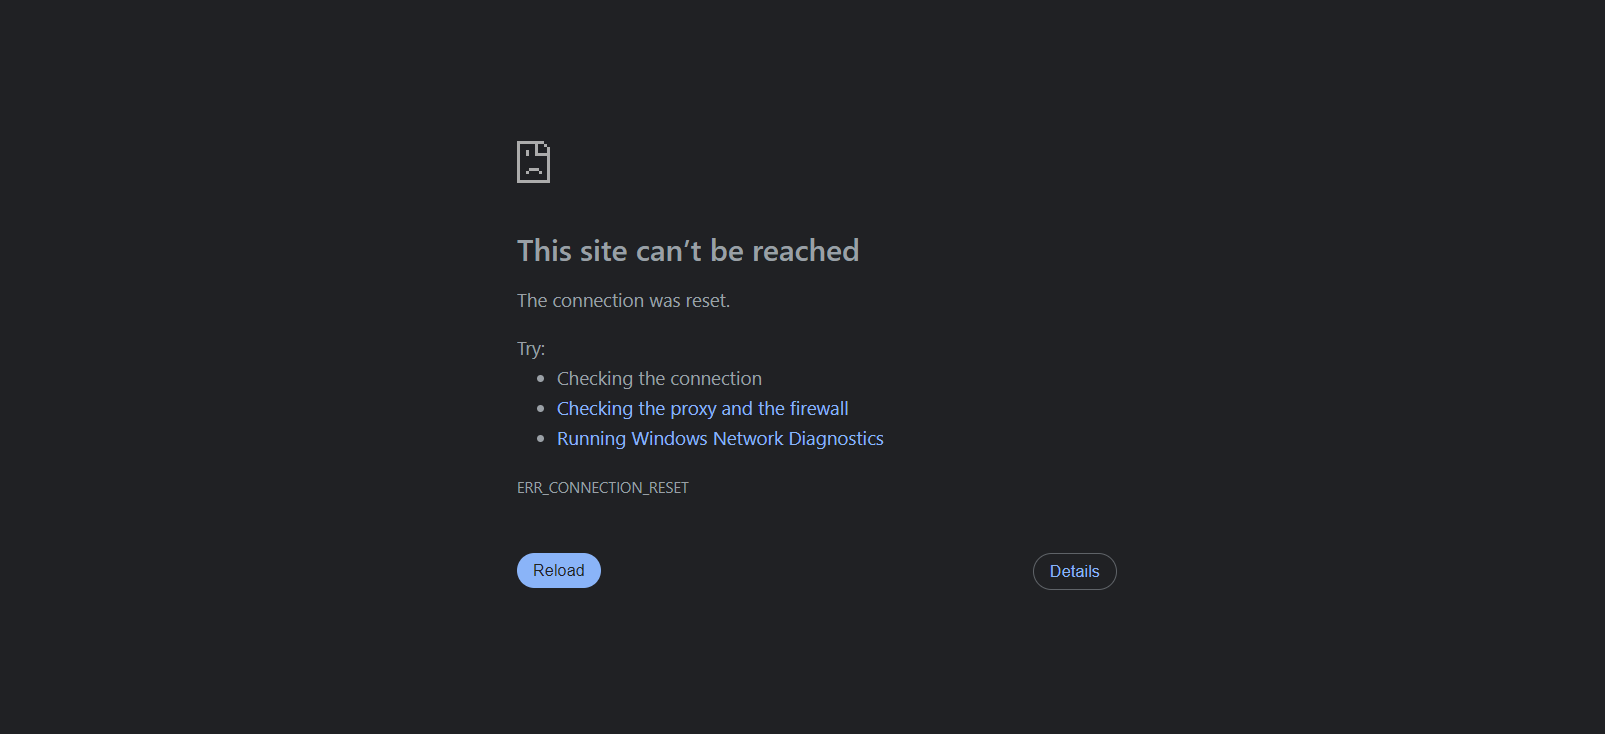 This site can’t be reached
The connection was reset.
Try:
Checking the connection
Checking the proxy and the firewall
Running Windows Network Diagnostics
ERR_CONNECTION_RESET
Reload
Details